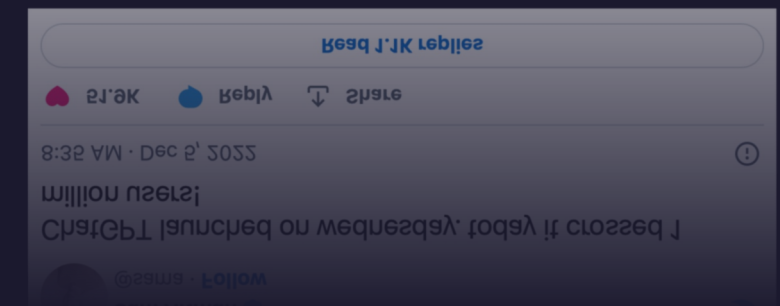 @sama · Follow
ChatGPT launched on wednesday. today it crossed 1
million users!
8:35 AM · Dec 5, 2022
51.9K Reply Share
Read 1.1K replies